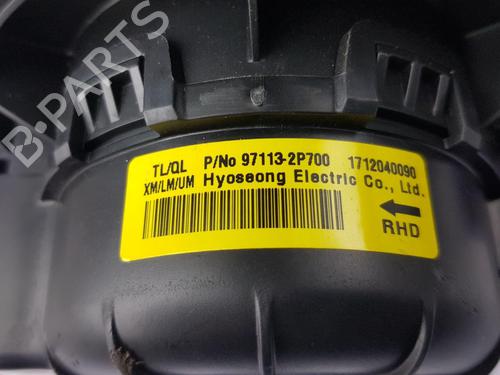 B-PARTS
TL/QL P/No 97113-2P700 1712040090
XM/LM/UM Hyoseong Electric Co., Ltd.
RHD